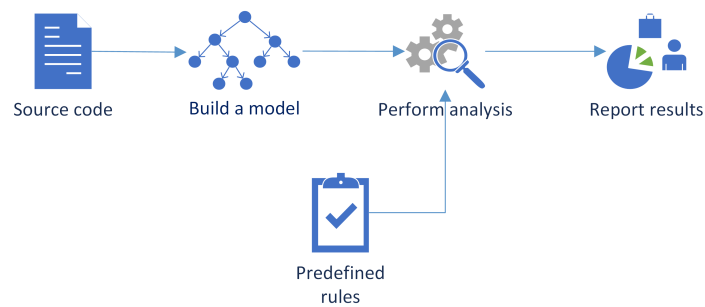 Source code
Build a model
Perform analysis
Report results
Predefined
rules